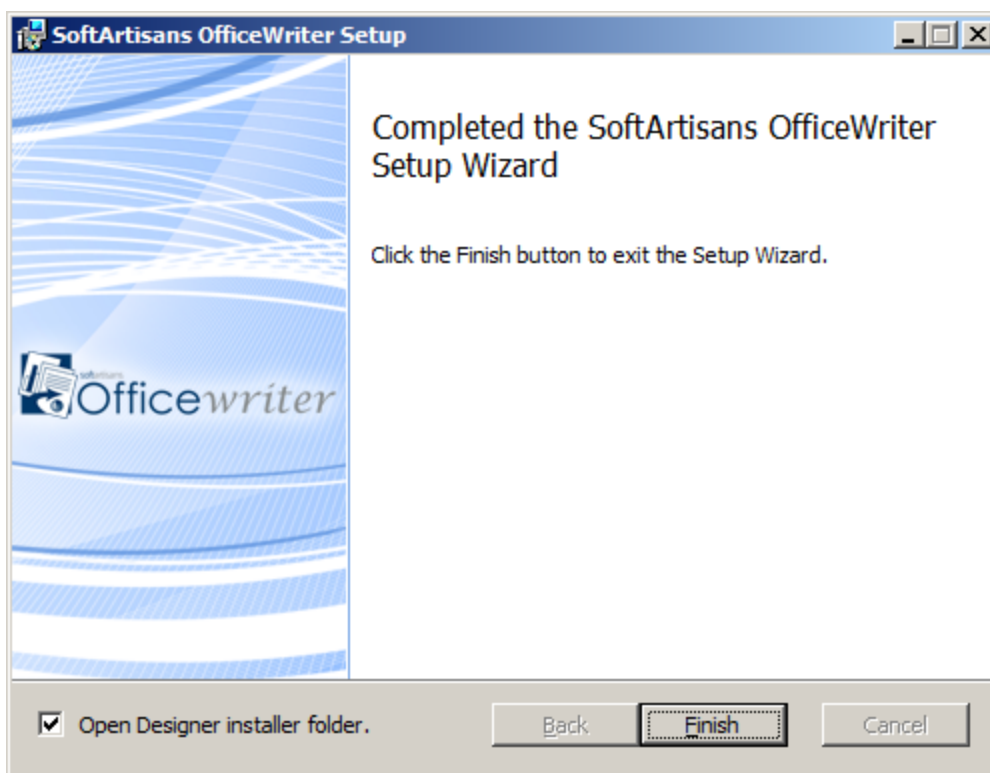 SoftArtisans OfficeWriter Setup
Completed the SoftArtisans OfficeWriter
Setup Wizard
Click the Finish button to exit the Setup Wizard.
softartisans
Officewriter
Open Designer installer folder.
Back
Finish
Cancel